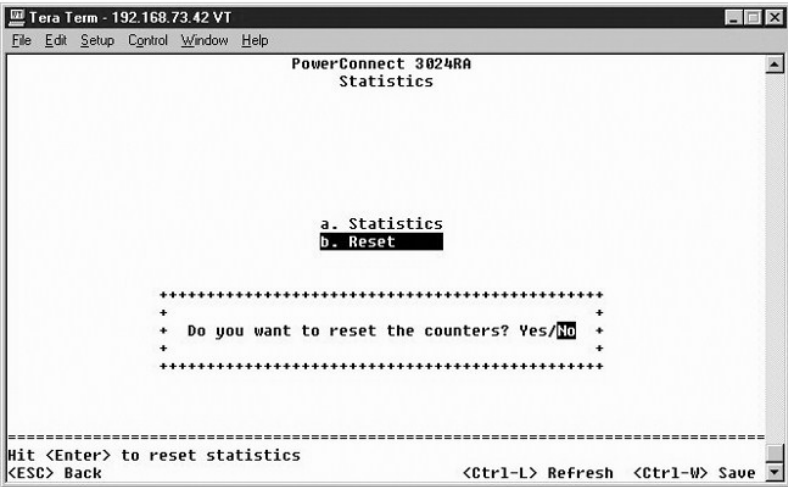 Tera Term - 192.168.73.42 VT
File Edit Setup Control Window Help
PowerConnect 3024RA
Statistics
a. Statistics
b. Reset
+++++++++++++++++++++++++++++++++++++++++++++++
+ +
+ Do you want to reset the counters? Yes/No +
+ +
+++++++++++++++++++++++++++++++++++++++++++++++
================================================================================
Hit <Enter> to reset statistics
<ESC> Back <Ctrl-L> Refresh <Ctrl-W> Save